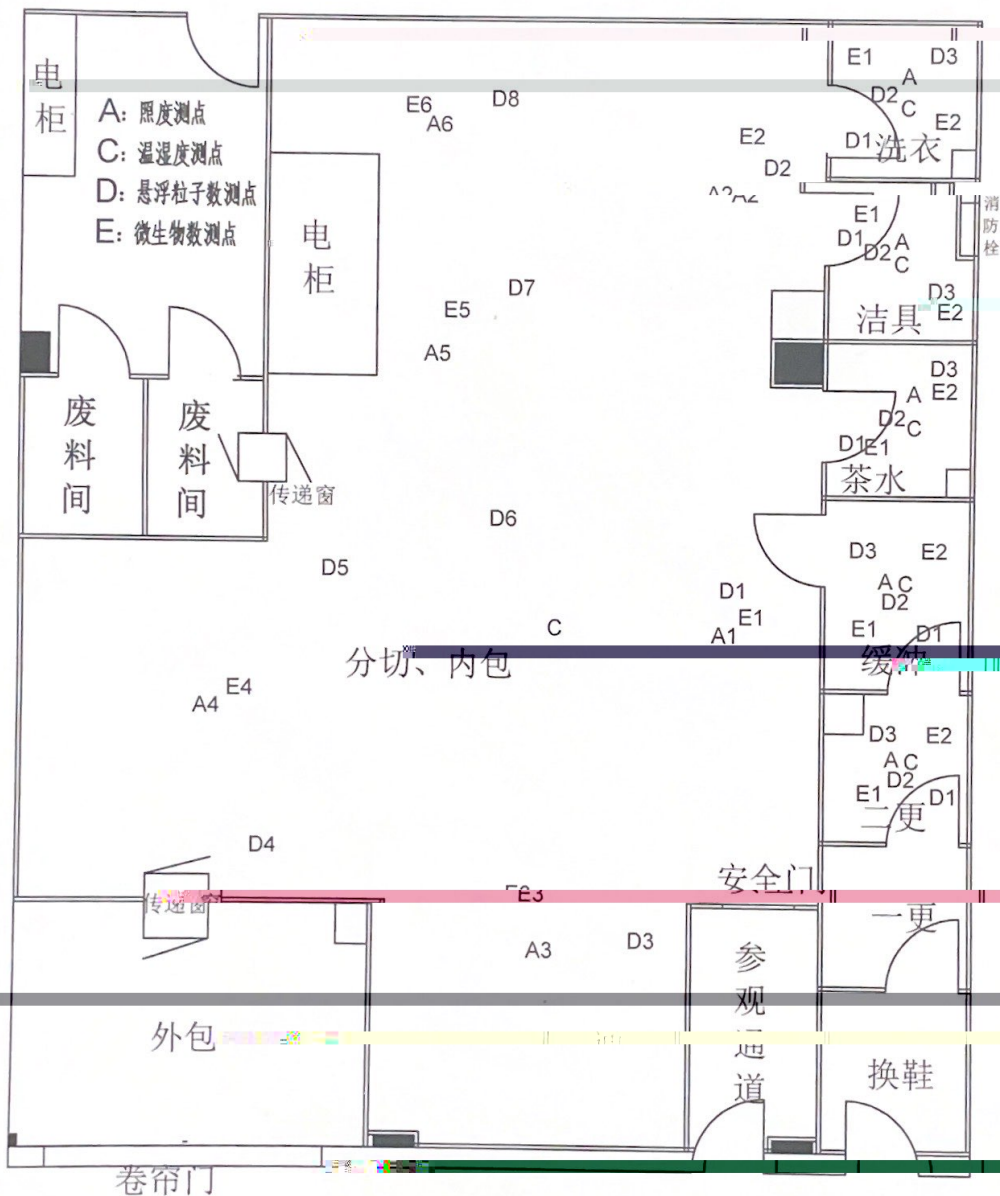 电柜
A：照度测点
C：温湿度测点
D：悬浮粒子数测点
E：微生物数测点
电柜
E6
A6
D8
E2
D2
E1
D3
A
D2
C
E2
D1
洗衣
消防栓
E1
D1
D2
A
C
D3
E2
洁具
D7
E5
A5
D3
E2
A
D2
C
D1
E1
茶水
废料间
废料间
传递窗
D6
D5
D1
E1
A1
C
分切、内包
D3
E2
A
C
D2
E1
D1
缓冲
E4
A4
D3
E2
A
C
D2
E1
D1
二更
D4
安全门
传递窗
一更
A3
D3
参观通道
外包
换鞋
卷帘门